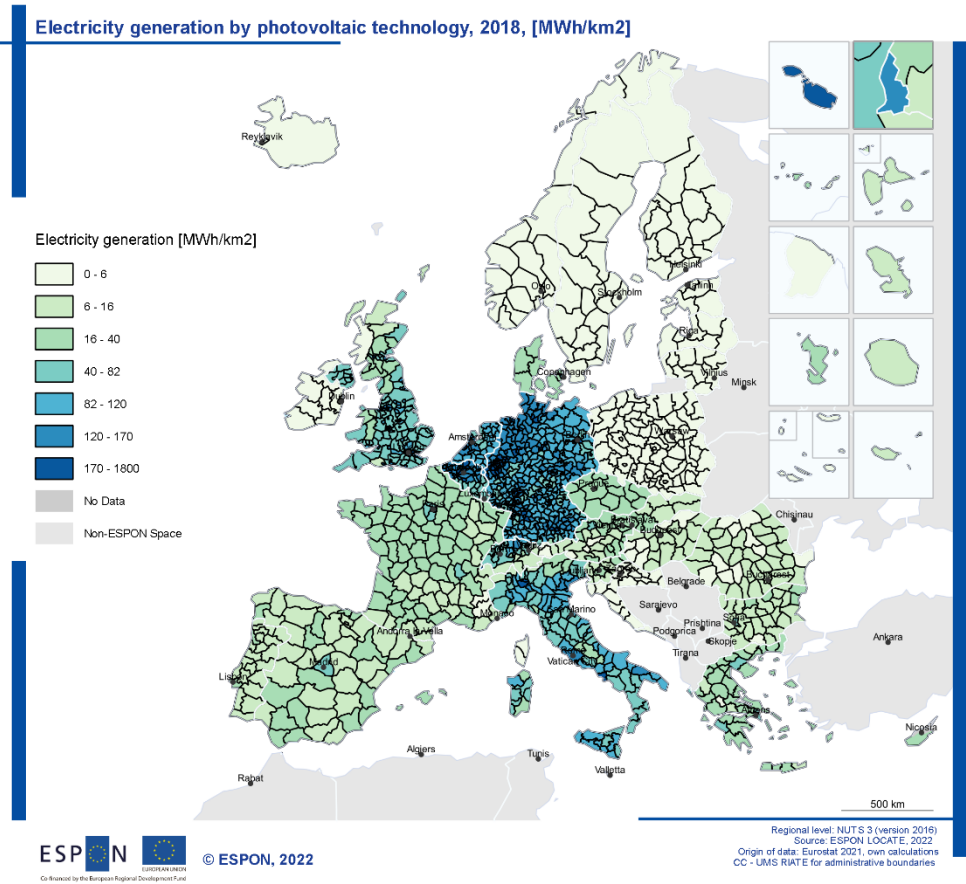 Electricity generation by photovoltaic technology, 2018, [MWh/km2]
Reykjavik
Electricity generation [MWh/km2]
0 - 6
6 - 16
16 - 40
40 - 82
82 - 120
120 - 170
170 - 1800
No Data
Non-ESPON Space
Helsinki
Oslo
Tallinn
Stockholm
Riga
Copenhagen
Vilnius
Minsk
Dublin
Amsterdam
Warsaw
Luxembourg
Prague
Paris
Bratislava
Budapest
Chisinau
Ljubljana
Zagreb
Belgrade
Bucharest
Monaco
San Marino
Sarajevo
Andorra la Vella
Prishtina
Sofia
Podgorica
Skopje
Rome
Vatican City
Tirana
Madrid
Ankara
Lisbon
Athens
Nicosia
Algiers
Tunis
Valletta
Rabat
500 km
Regional level: NUTS 3 (version 2016)
Source: ESPON LOCATE, 2022
Origin of data: Eurostat 2021, own calculations
CC - UMS RIATE for administrative boundaries
ESPON
EUROPEAN UNION
Co-financed by the European Regional Development Fund
© ESPON, 2022